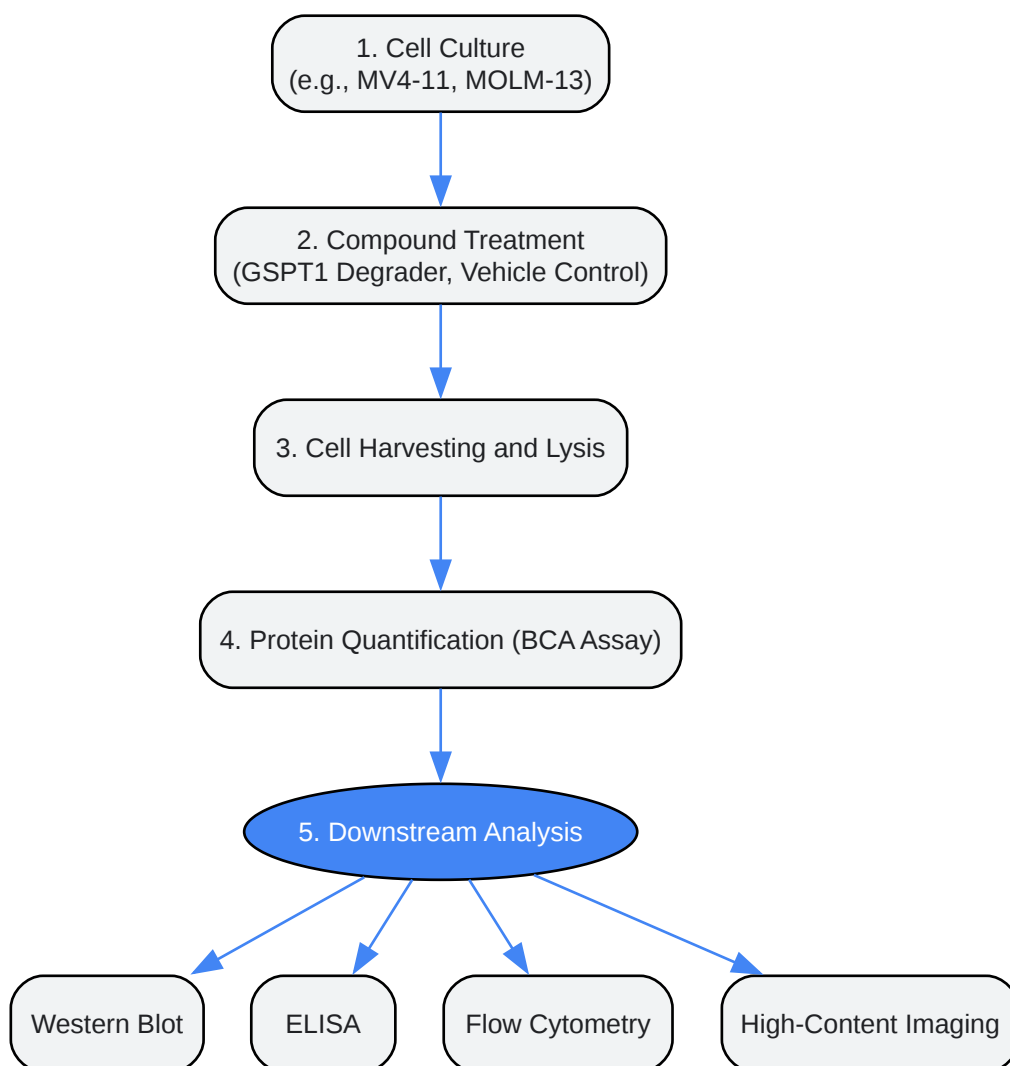 1. Cell Culture
(e.g., MV4-11, MOLM-13)
2. Compound Treatment
(GSPT1 Degrader, Vehicle Control)
3. Cell Harvesting and Lysis
4. Protein Quantification (BCA Assay)
5. Downstream Analysis
Western Blot
ELISA
Flow Cytometry
High-Content Imaging